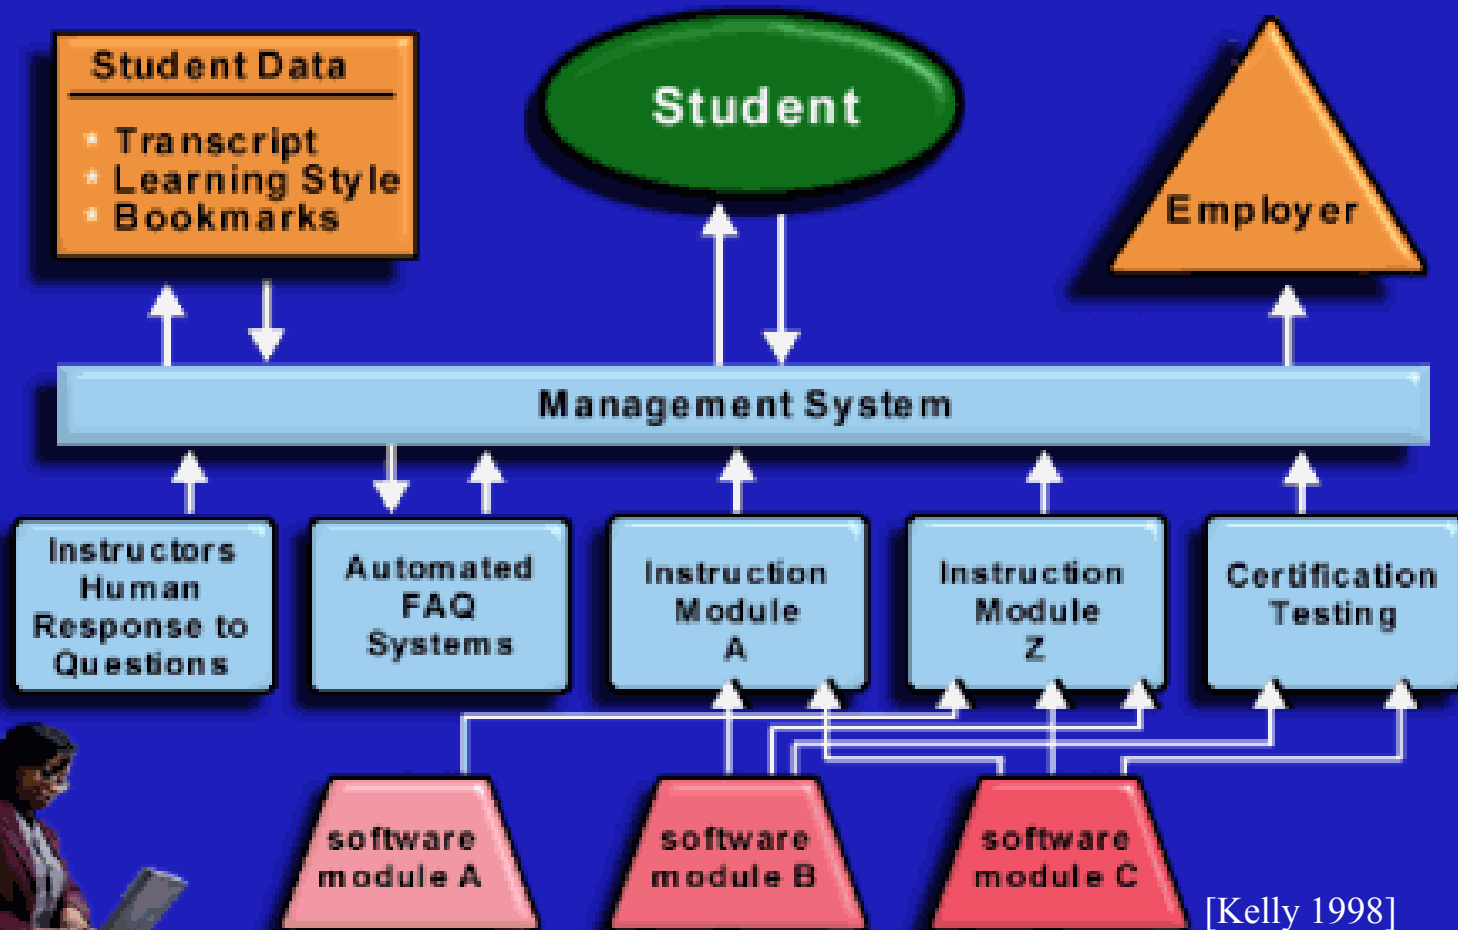 Student Data
* Transcript
* Learning Style
* Bookmarks
Student
Employer
Management System
Instructors
Human
Response to
Questions
Automated
FAQ
Systems
Instruction
Module
A
Instruction
Module
Z
Certification
Testing
software
module A
software
module B
software
module C
[Kelly 1998]